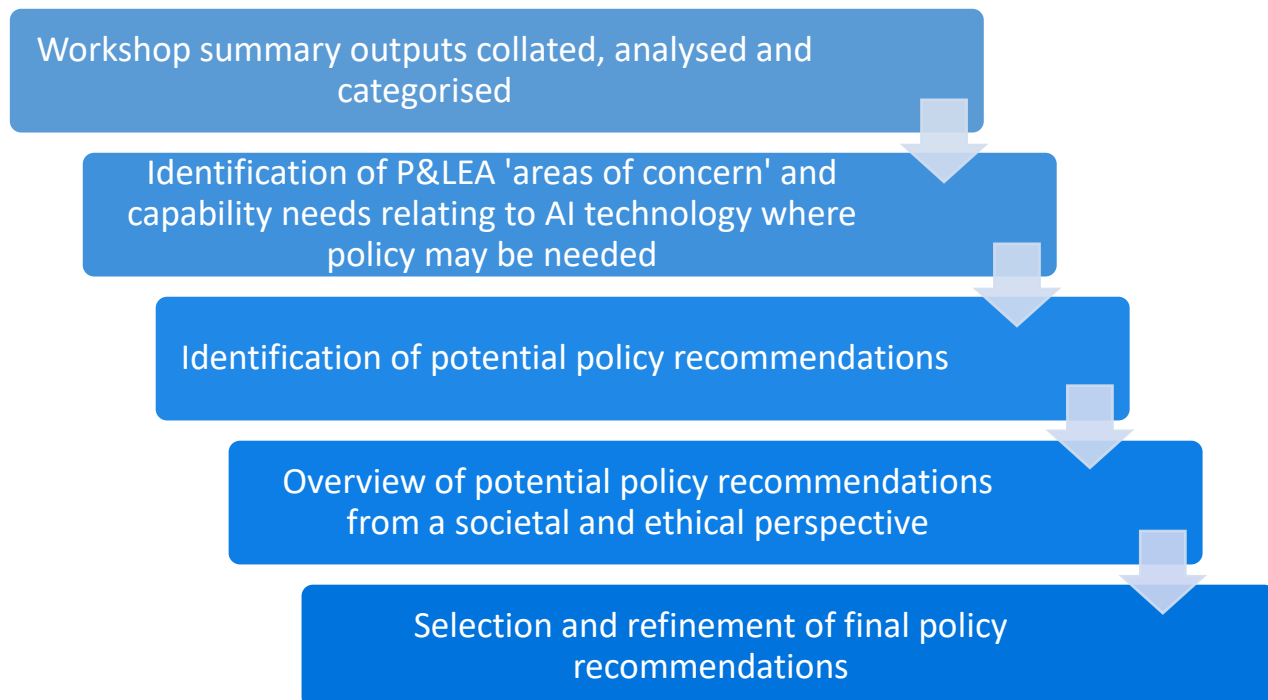 Workshop summary outputs collated, analysed and
categorised
Identification of P&LEA 'areas of concern' and
capability needs relating to AI technology where
policy may be needed
Identification of potential policy recommendations
Overview of potential policy recommendations
from a societal and ethical perspective
Selection and refinement of final policy
recommendations